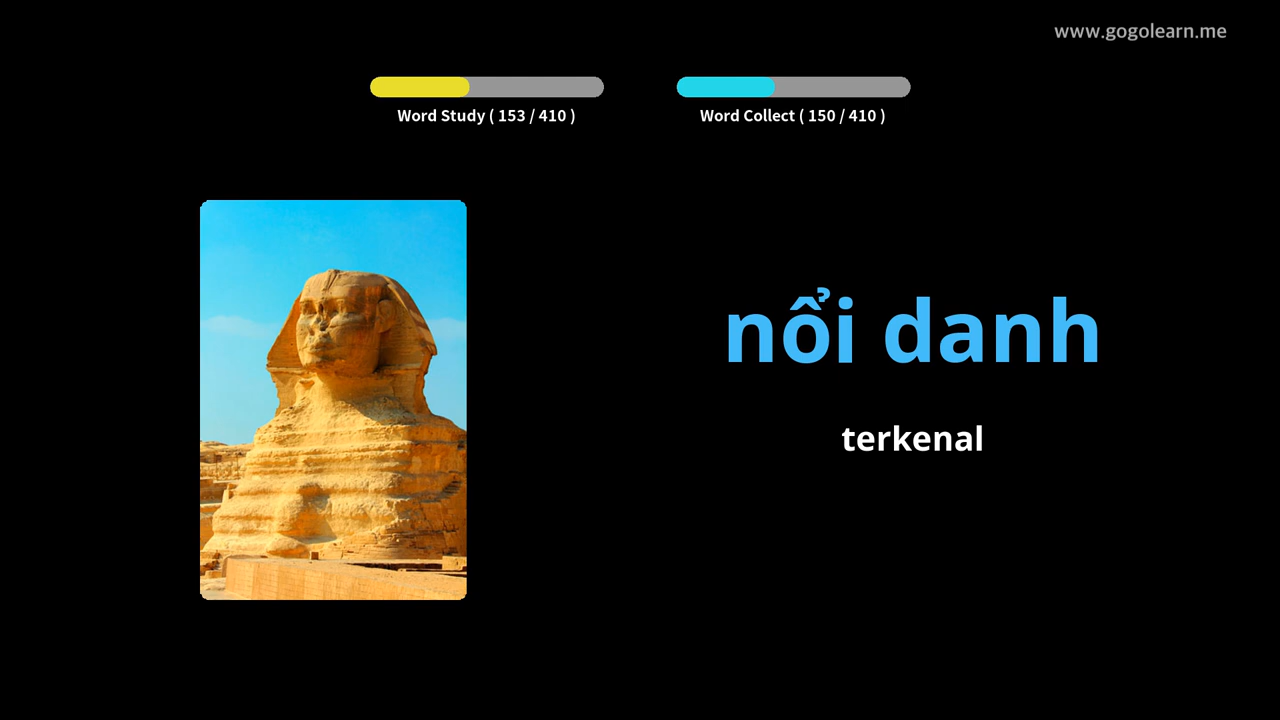 www.gogolearn.me
Word Study ( 153 / 410 )
Word Collect ( 150 / 410 )
nổi danh
terkenal